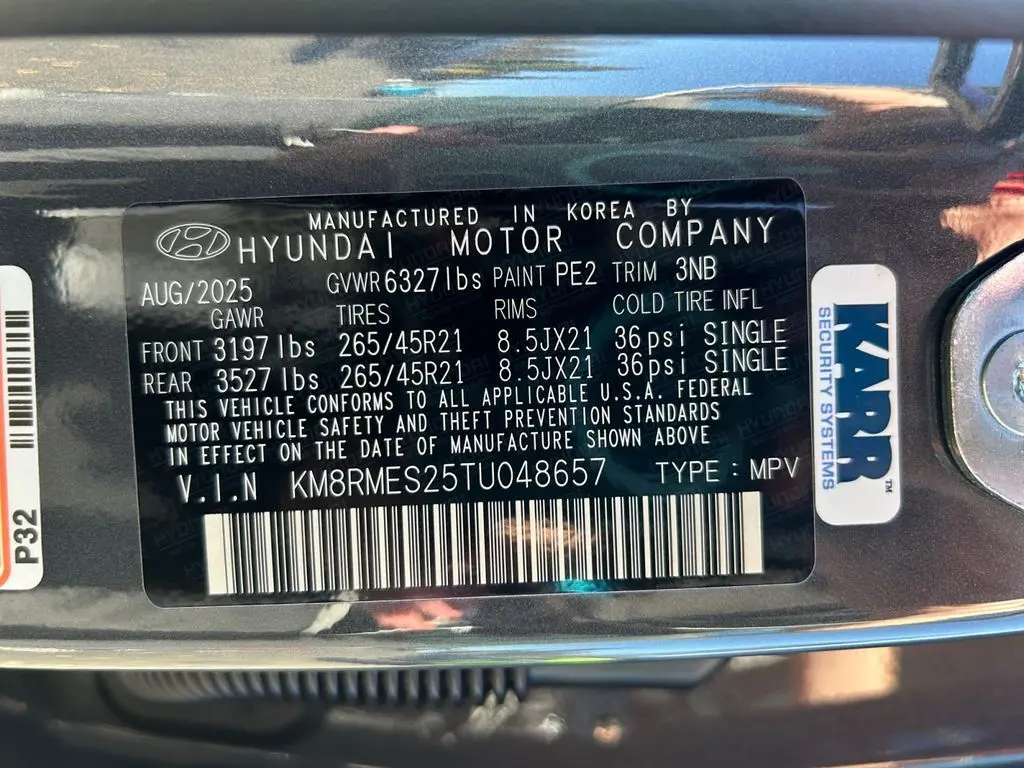 MANUFACTURED IN KOREA BY
HYUNDAI MOTOR COMPANY
AUG/2025 GVWR 6327lbs PAINT PE2 TRIM 3NB
GAWR TIRES RIMS COLD TIRE INFL
FRONT 3197lbs 265/45R21 8.5JX21 36psi SINGLE
REAR 3527lbs 265/45R21 8.5JX21 36psi SINGLE
THIS VEHICLE CONFORMS TO ALL APPLICABLE U.S.A. FEDERAL
MOTOR VEHICLE SAFETY AND THEFT PREVENTION STANDARDS
IN EFFECT ON THE DATE OF MANUFACTURE SHOWN ABOVE
V.I.N KM8RMES25TU048657 TYPE : MPV
KARR™
SECURITY SYSTEMS
P32